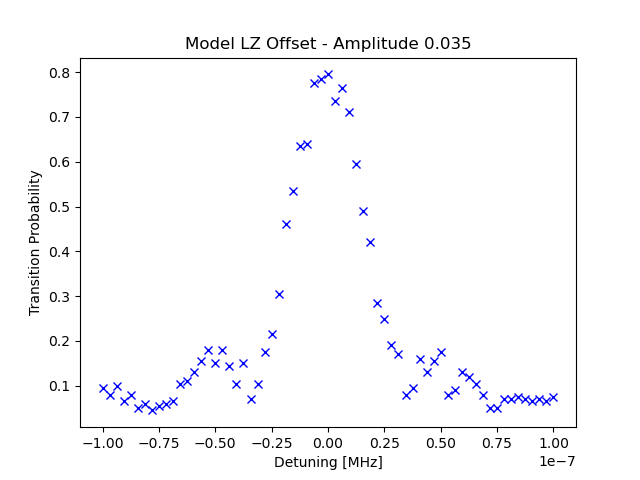 Model LZ Offset - Amplitude 0.035
Transition Probability
0.8
0.7
0.6
0.5
0.4
0.3
0.2
0.1
−1.00 −0.75 −0.50 −0.25 0.00 0.25 0.50 0.75 1.00
Detuning [MHz]
1e−7